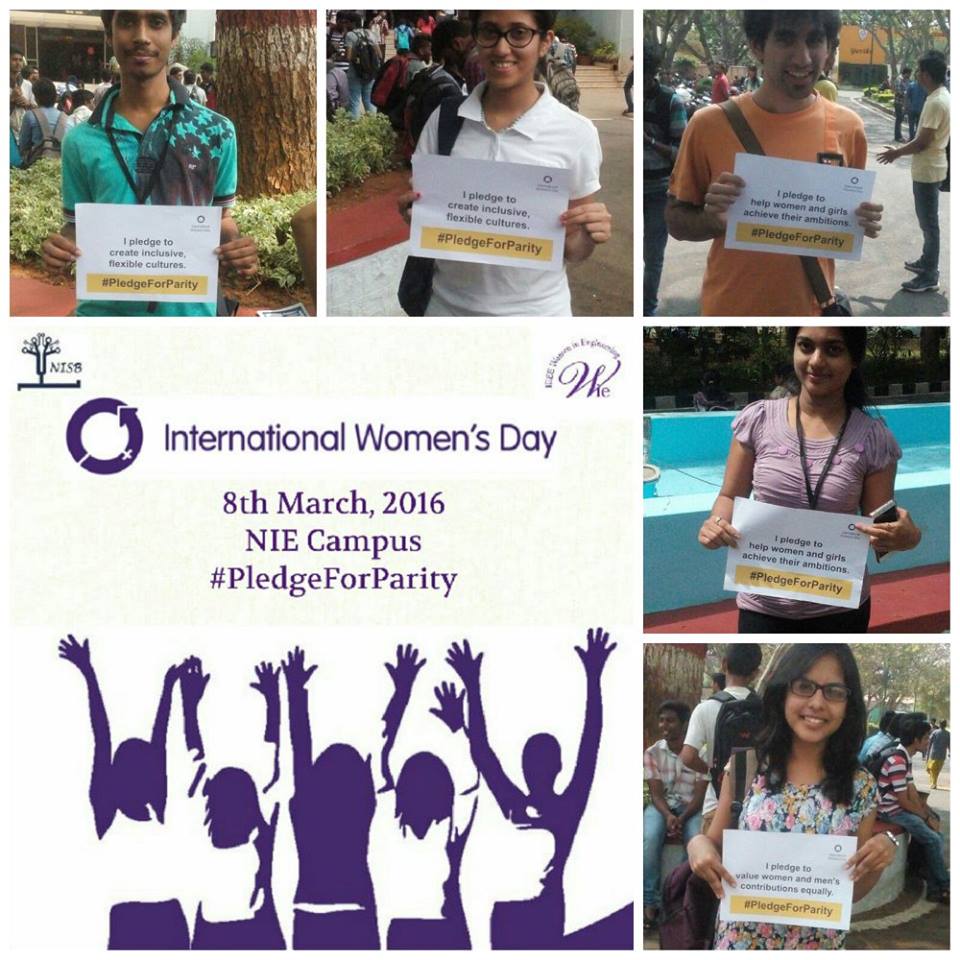 I pledge to
create inclusive,
flexible cultures.
#PledgeForParity
International
Women's Day
I pledge to
create inclusive,
flexible cultures.
#PledgeForParity
I pledge to
help women and girls
achieve their ambitions.
#PledgeForParity
NISB
IEEE Women in Engineering
WIe
International Women's Day
8th March, 2016
NIE Campus
#PledgeForParity
I pledge to
help women and girls
achieve their ambitions.
#PledgeForParity
I pledge to
value women and men's
contributions equally.
#PledgeForParity